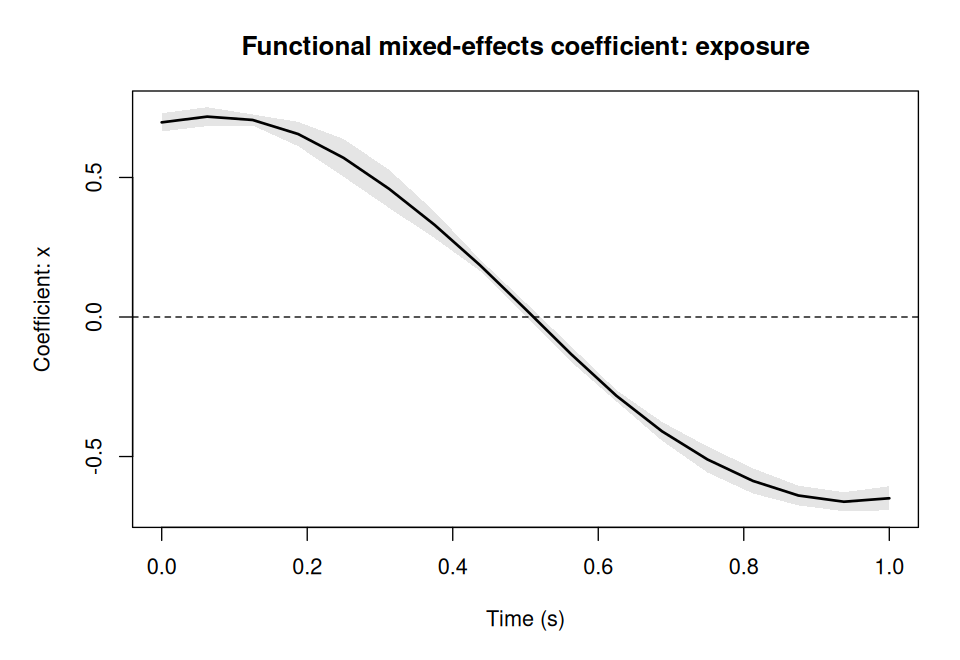 Functional mixed-effects coefficient: exposure
Coefficient: x
0.5
0.0
-0.5
0.0 0.2 0.4 0.6 0.8 1.0
Time (s)